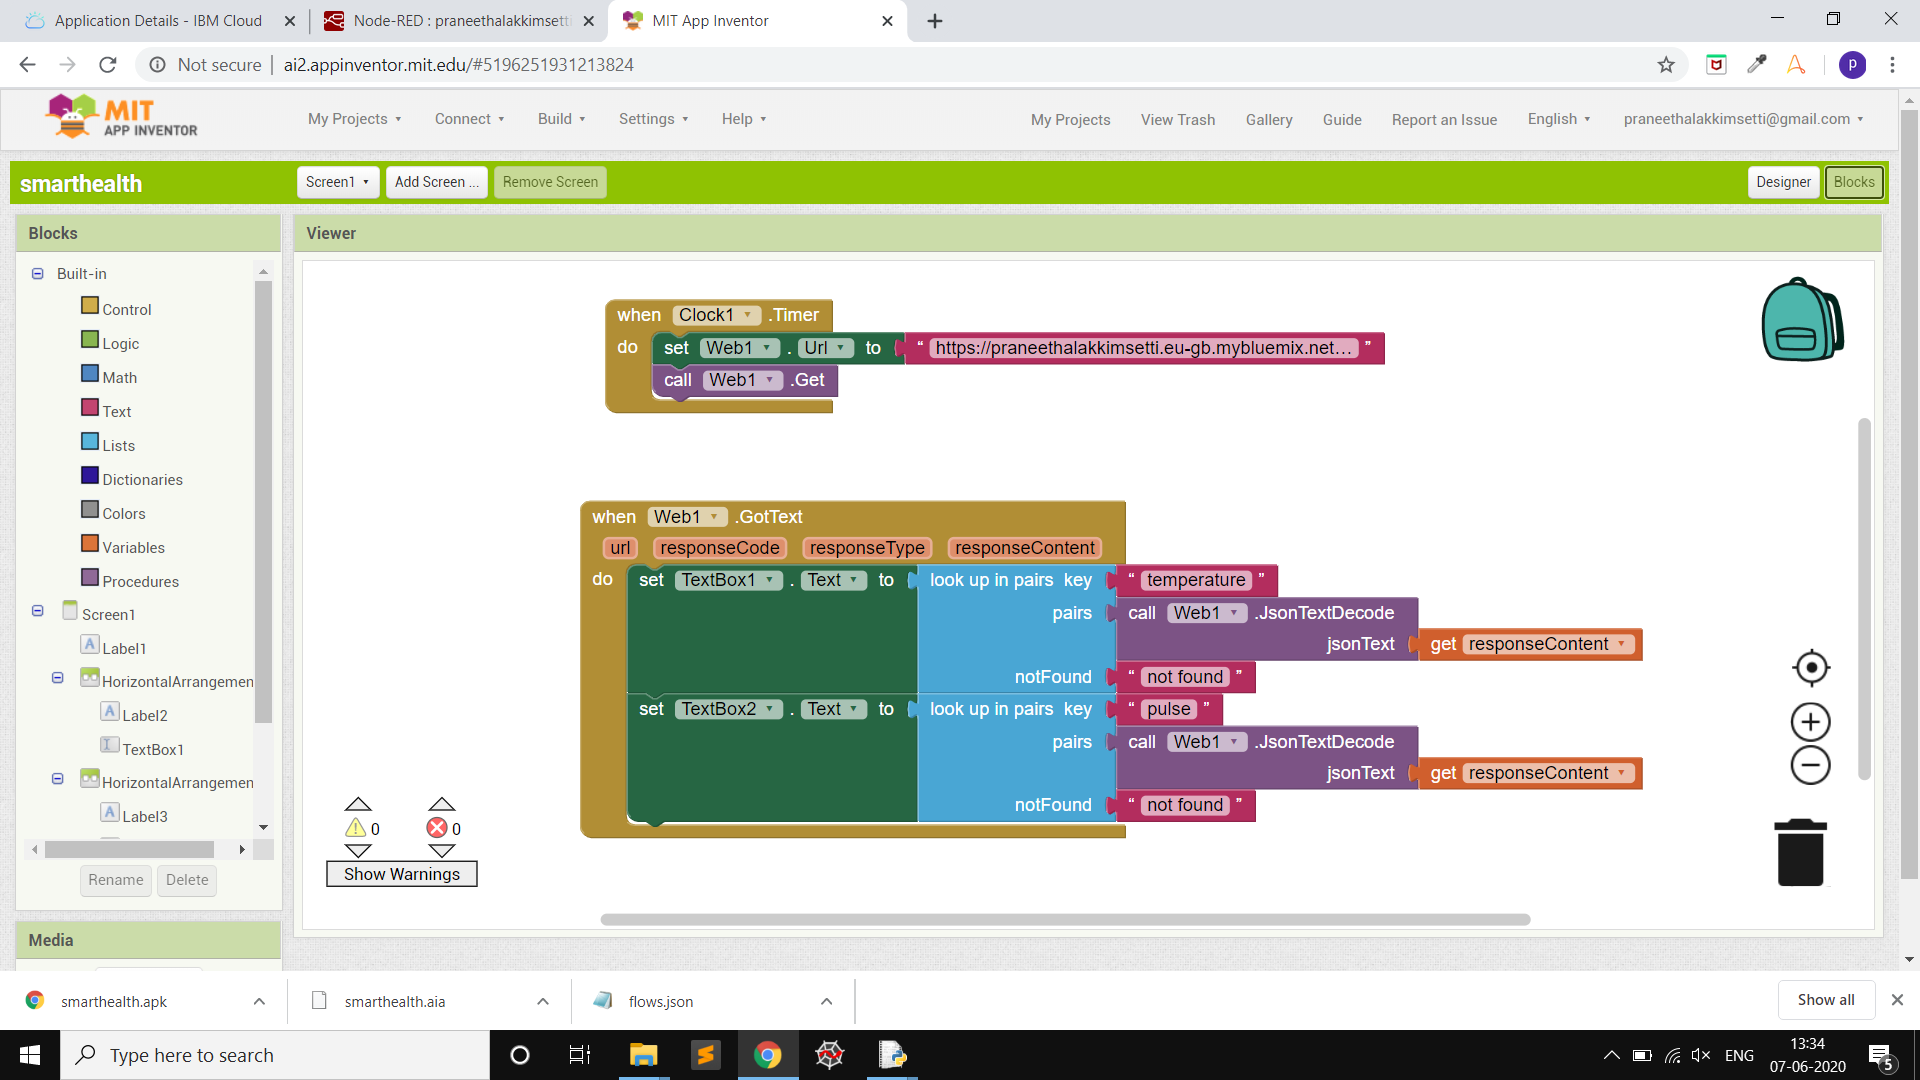 Application Details - IBM Cloud
Node-RED : praneethalakkimsetti
MIT App Inventor
Not secure
ai2.appinventor.mit.edu/#5196251931213824
p
MIT
APP INVENTOR
My Projects
Connect
Build
Settings
Help
My Projects
View Trash
Gallery
Guide
Report an Issue
English
praneethalakkimsetti@gmail.com
smarthealth
Screen1
Add Screen ...
Remove Screen
Designer
Blocks
Blocks
Viewer
Built-in
Control
Logic
Math
Text
Lists
Dictionaries
Colors
Variables
Procedures
Screen1
Label1
HorizontalArrangemen
Label2
TextBox1
HorizontalArrangemen
Label3
Rename
Delete
Media
when Clock1 .Timer
do set Web1 . Url to “ https://praneethalakkimsetti.eu-gb.mybluemix.net... ”
call Web1 .Get
when Web1 .GotText
url responseCode responseType responseContent
do set TextBox1 . Text to look up in pairs key “ temperature ”
pairs call Web1 .JsonTextDecode
jsonText get responseContent
notFound “ not found ”
set TextBox2 . Text to look up in pairs key “ pulse ”
pairs call Web1 .JsonTextDecode
jsonText get responseContent
notFound “ not found ”
0
0
Show Warnings
smarthealth.apk
smarthealth.aia
flows.json
Show all
Type here to search
ENG
13:34
07-06-2020
5